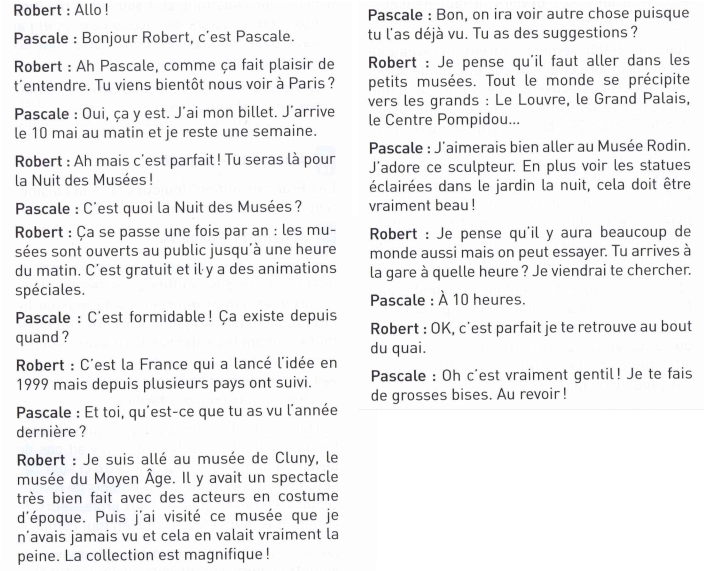 Robert : Allo !
Pascale : Bonjour Robert, c'est Pascale.
Robert : Ah Pascale, comme ça fait plaisir de
t'entendre. Tu viens bientôt nous voir à Paris ?
Pascale : Oui, ça y est. J'ai mon billet. J'arrive
le 10 mai au matin et je reste une semaine.
Robert : Ah mais c'est parfait ! Tu seras là pour
la Nuit des Musées !
Pascale : C'est quoi la Nuit des Musées ?
Robert : Ça se passe une fois par an : les mu-
sées sont ouverts au public jusqu'à une heure
du matin. C'est gratuit et il y a des animations
spéciales.
Pascale : C'est formidable ! Ça existe depuis
quand ?
Robert : C'est la France qui a lancé l'idée en
1999 mais depuis plusieurs pays ont suivi.
Pascale : Et toi, qu'est-ce que tu as vu l'année
dernière ?
Robert : Je suis allé au musée de Cluny, le
musée du Moyen Âge. Il y avait un spectacle
très bien fait avec des acteurs en costume
d'époque. Puis j'ai visité ce musée que je
n'avais jamais vu et cela en valait vraiment la
peine. La collection est magnifique !
Pascale : Bon, on ira voir autre chose puisque
tu l'as déjà vu. Tu as des suggestions ?
Robert : Je pense qu'il faut aller dans les
petits musées. Tout le monde se précipite
vers les grands : Le Louvre, le Grand Palais,
le Centre Pompidou...
Pascale : J'aimerais bien aller au Musée Rodin.
J'adore ce sculpteur. En plus voir les statues
éclairées dans le jardin la nuit, cela doit être
vraiment beau !
Robert : Je pense qu'il y aura beaucoup de
monde aussi mais on peut essayer. Tu arrives à
la gare à quelle heure ? Je viendrai te chercher.
Pascale : À 10 heures.
Robert : OK, c'est parfait je te retrouve au bout
du quai.
Pascale : Oh c'est vraiment gentil ! Je te fais
de grosses bises. Au revoir !